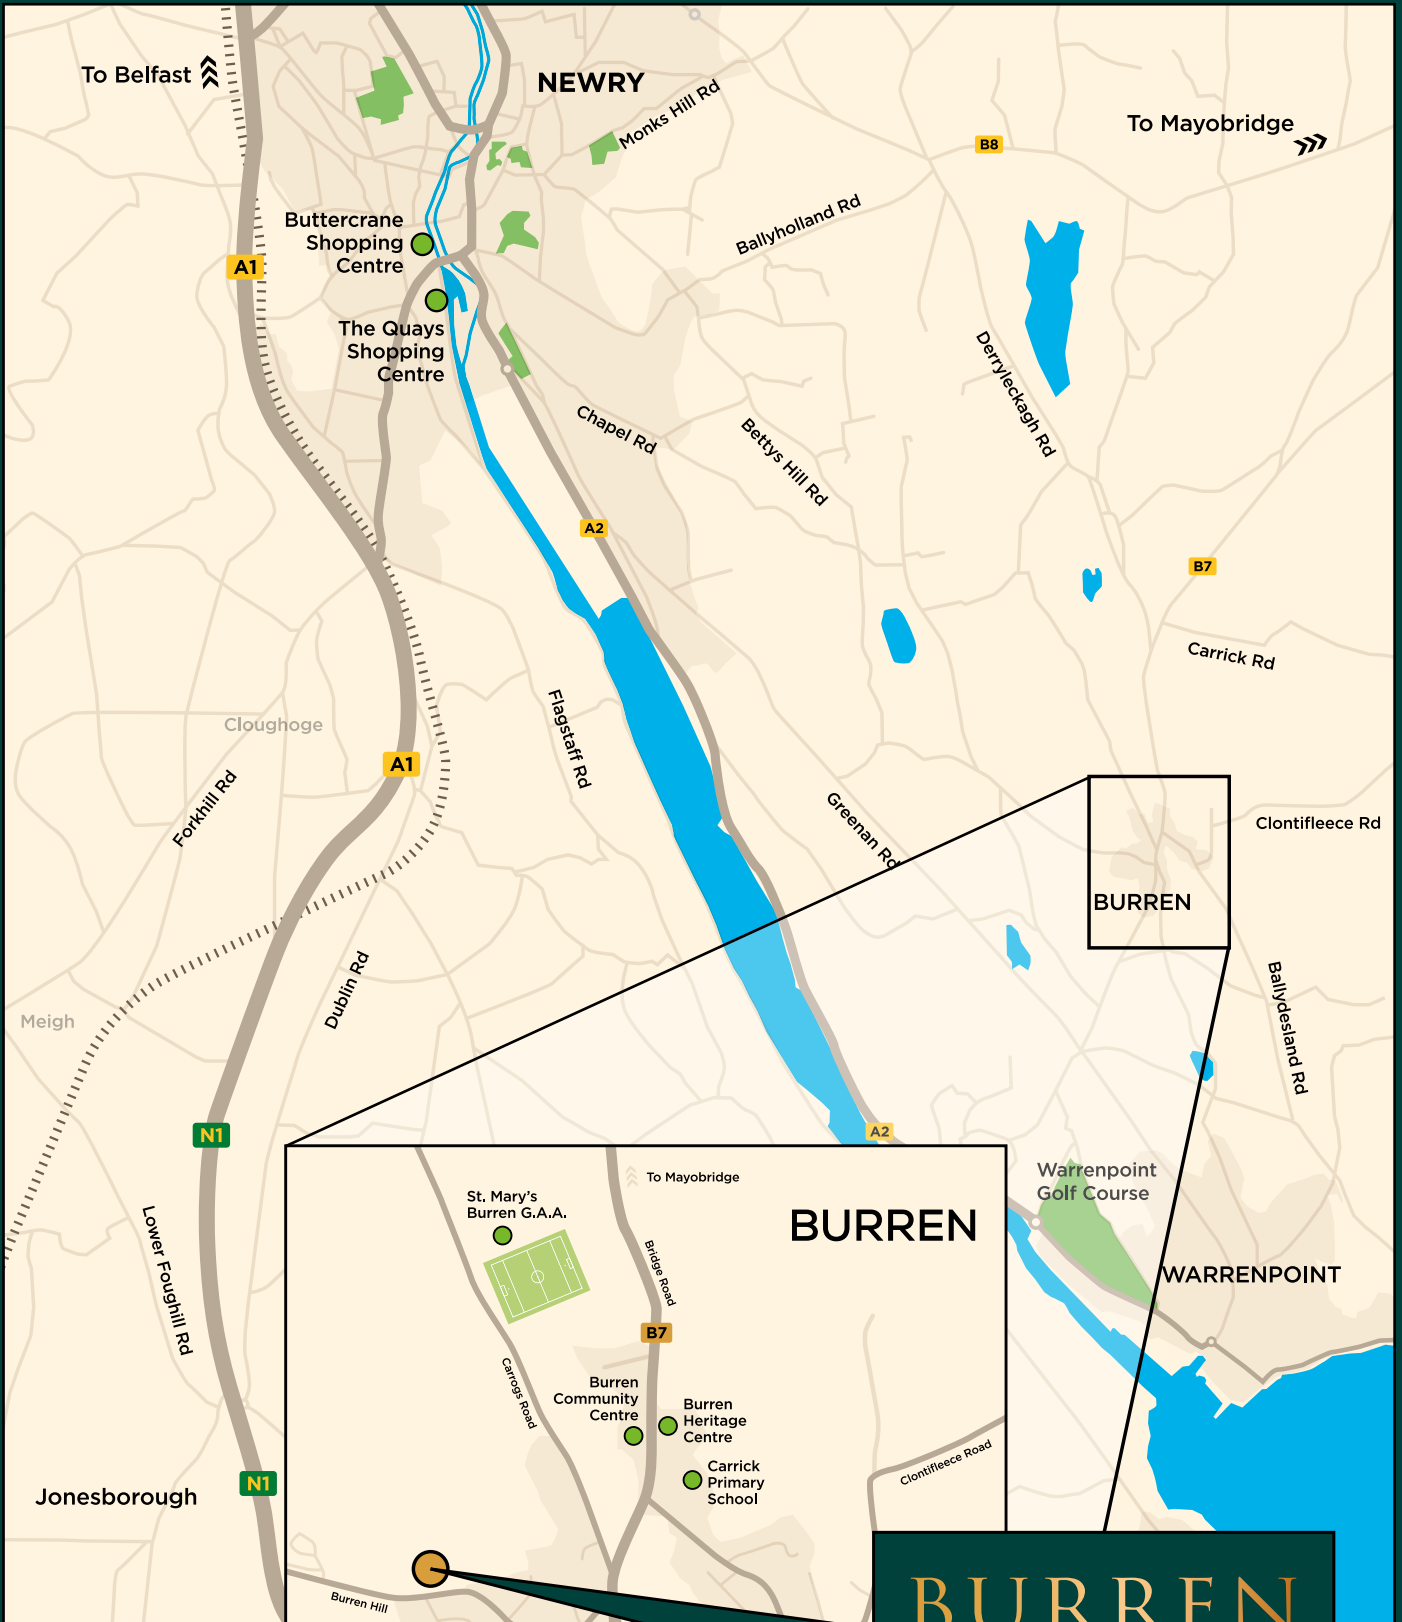 To Belfast
NEWRY
Monks Hill Rd
To Mayobridge
B8
Buttercrane
Shopping
Centre
Ballyholland Rd
A1
The Quays
Shopping
Centre
Derryleckagh Rd
Chapel Rd
Bettys Hill Rd
A2
B7
Carrick Rd
Flagstaff Rd
Cloughoge
A1
Forkhill Rd
Greenan Rd
Clontifleece Rd
BURREN
Dublin Rd
Ballydesland Rd
Meigh
N1
A2
Warrenpoint
Golf Course
WARRENPOINT
Lower Foughill Rd
N1
Jonesborough
To Mayobridge
St. Mary's
Burren G.A.A.
BURREN
Bridge Road
B7
Carrogs Road
Burren
Community
Centre
Burren
Heritage
Centre
Carrick
Primary
School
Clontifleece Road
Burren Hill
BURREN